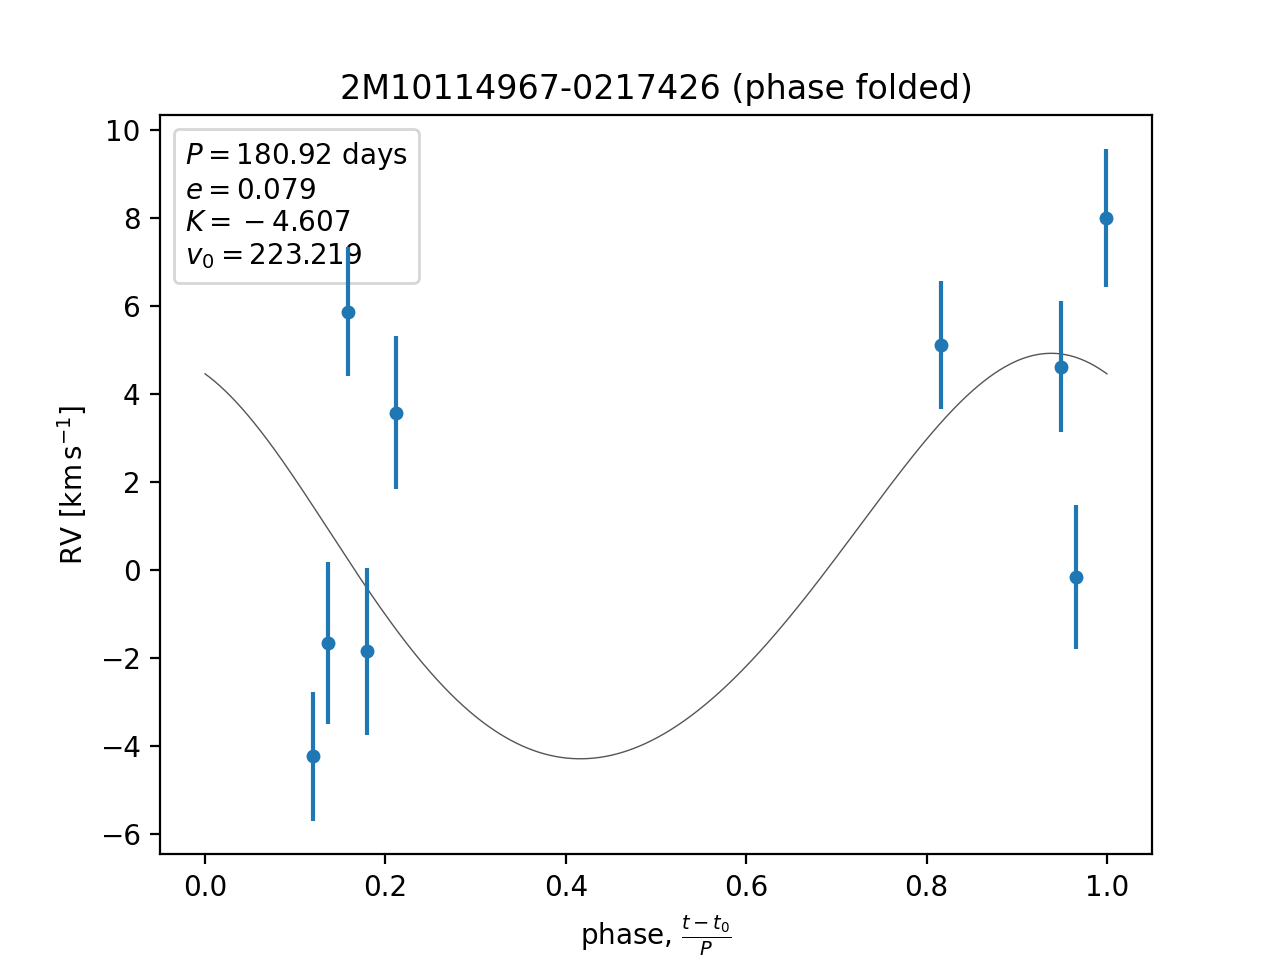 2M10114967-0217426 (phase folded)
P = 180.92 days
e = 0.079
K = −4.607
v₀ = 223.219
10
8
6
4
2
0
−2
−4
−6
RV [km s⁻¹]
0.0 0.2 0.4 0.6 0.8 1.0
phase, (t − t₀)/P